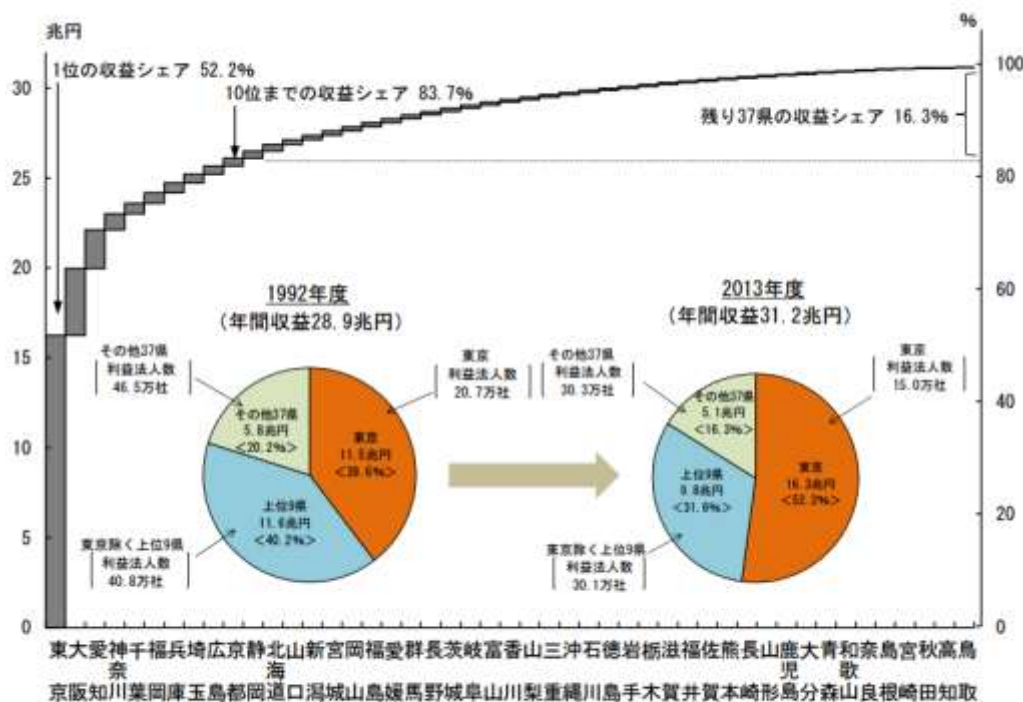 兆円
%
1位の収益シェア 52.2%
10位までの収益シェア 83.7%
残り37県の収益シェア 16.3%
30
25
20
15
10
5
0
100
80
60
40
20
0
1992年度
(年間収益28.9兆円)
その他37県
利益法人数
46.5万社
東京
利益法人数
20.7万社
その他37県
5.8兆円
<20.2%>
東京
11.5兆円
<39.6%>
上位9県
11.6兆円
<40.2%>
東京除く上位9県
利益法人数
40.8万社
2013年度
(年間収益31.2兆円)
その他37県
利益法人数
30.3万社
東京
利益法人数
15.0万社
その他37県
5.1兆円
<16.3%>
東京
16.3兆円
<52.2%>
上位9県
9.8兆円
<31.6%>
東京除く上位9県
利益法人数
30.1万社
東京
大阪
愛知
神奈川
千葉
福岡
兵庫
埼玉
広島
京都
静岡
北海道
山口
新潟
宮城
岡山
福島
愛媛
群馬
長野
茨城
岐阜
富山
香川
山梨
三重
沖縄
石川
徳島
岩手
栃木
滋賀
福井
佐賀
熊本
長崎
山形
鹿児島
大分
青森
和歌山
奈良
島根
宮崎
秋田
高知
鳥取